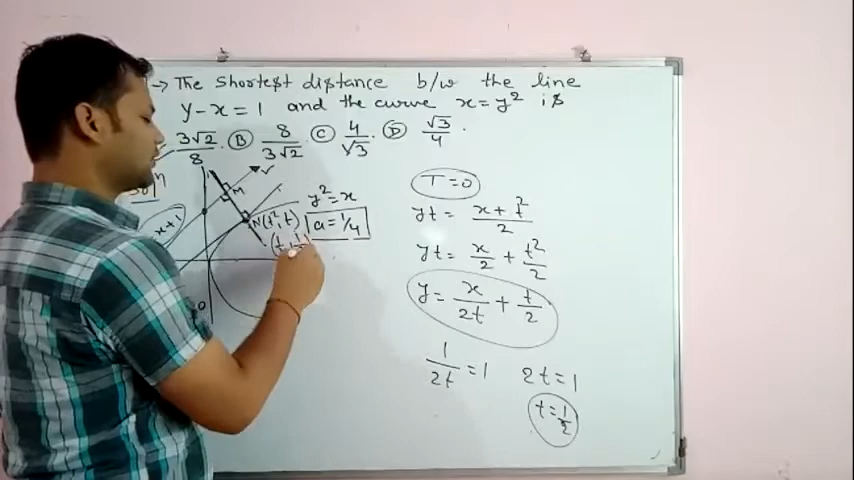 → The shortest distance b/w the line
y-x=1 and the curve x=y² is
3√2/8 Ⓑ 8/3√2 Ⓒ 4/√3 Ⓓ √3/4
Solⁿ
x+1
M
N(t², t)
y²=x
a=1/4
O
T=0
yt = (x+t²)/2
yt = x/2 + t²/2
y = x/2t + t/2
1/2t = 1
2t=1
t=1/2